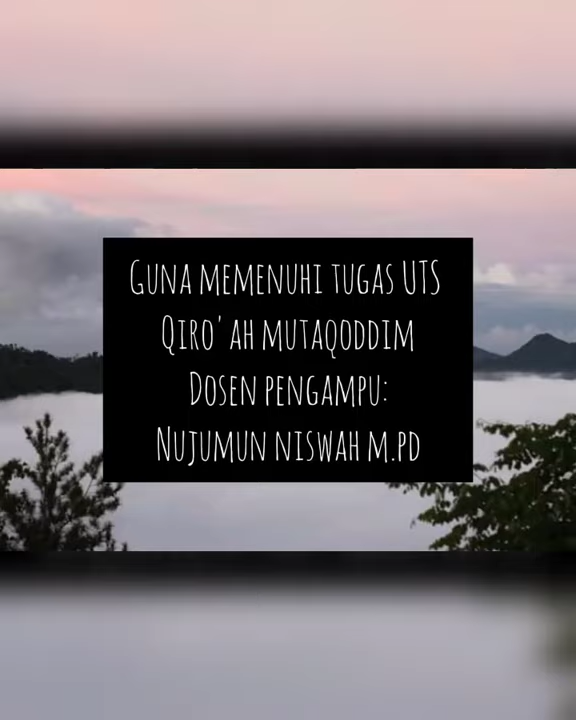 Guna memenuhi tugas UTS
Qiro'ah mutaqoddim
Dosen pengampu:
Nujumun niswah m.pd